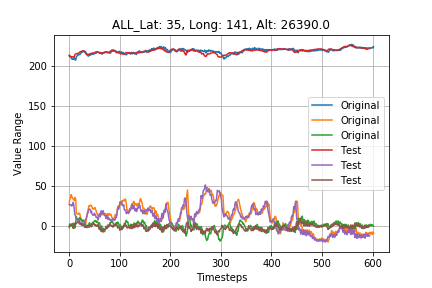 ALL_Lat: 35, Long: 141, Alt: 26390.0
200
150
100
50
0
Value Range
Original
Original
Original
Test
Test
Test
0 100 200 300 400 500 600
Timesteps